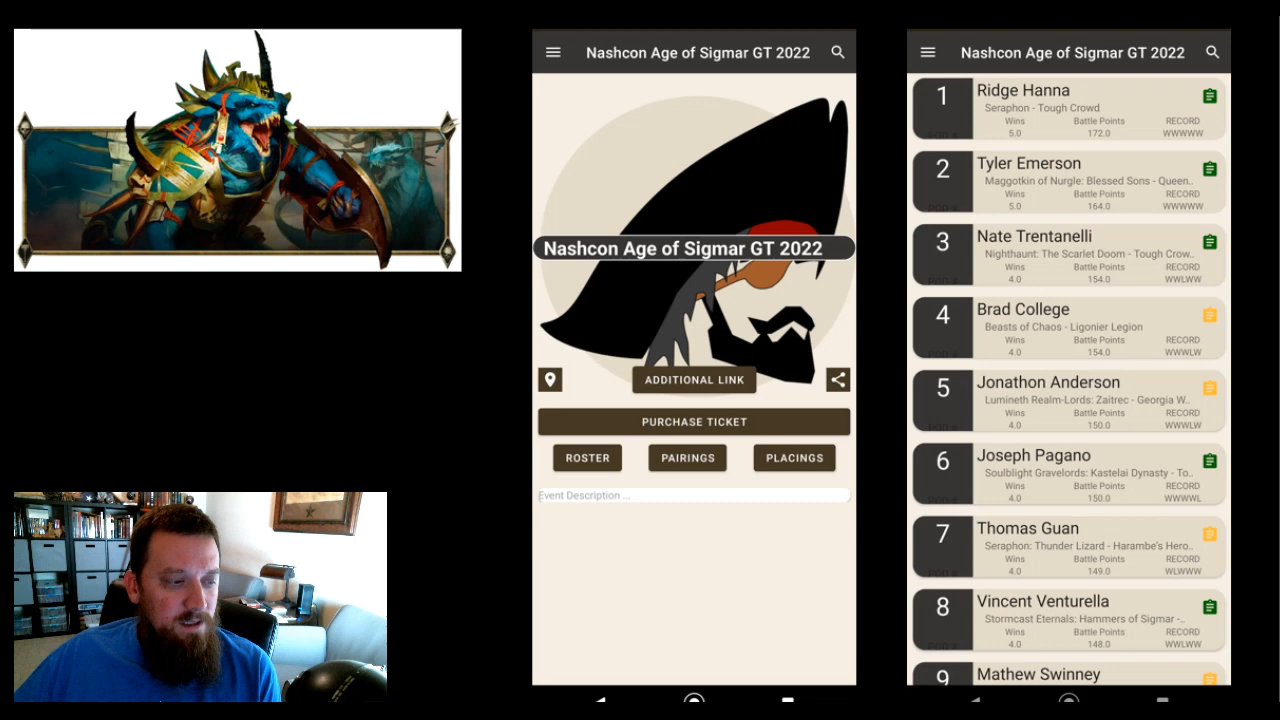 Nashcon Age of Sigmar GT 2022
Nashcon Age of Sigmar GT 2022
ADDITIONAL LINK
PURCHASE TICKET
ROSTER PAIRINGS PLACINGS
Event Description ...
Nashcon Age of Sigmar GT 2022
1 Ridge Hanna
Seraphon - Tough Crowd
Wins Battle Points RECORD
5.0 172.0 WWWWW
2 Tyler Emerson
Maggotkin of Nurgle: Blessed Sons - Queen..
Wins Battle Points RECORD
5.0 164.0 WWWWW
3 Nate Trentanelli
Nighthaunt: The Scarlet Doom - Tough Crow..
Wins Battle Points RECORD
4.0 154.0 WWLWW
4 Brad College
Beasts of Chaos - Ligonier Legion
Wins Battle Points RECORD
4.0 154.0 WWWLW
5 Jonathon Anderson
Lumineth Realm-Lords: Zaitrec - Georgia W..
Wins Battle Points RECORD
4.0 150.0 WWWLW
6 Joseph Pagano
Soulblight Gravelords: Kastelai Dynasty - To..
Wins Battle Points RECORD
4.0 150.0 WWWWL
7 Thomas Guan
Seraphon: Thunder Lizard - Harambe's Hero..
Wins Battle Points RECORD
4.0 149.0 WLWWW
8 Vincent Venturella
Stormcast Eternals: Hammers of Sigmar -..
Wins Battle Points RECORD
4.0 148.0 WWLWW
9 Mathew Swinney